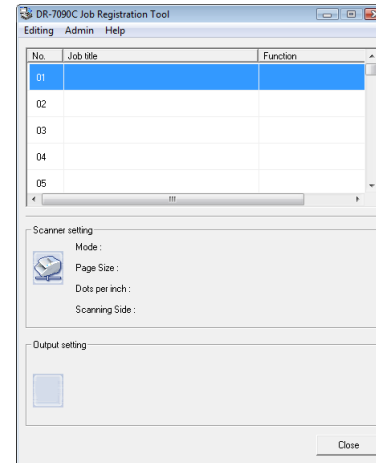 DR-7090C Job Registration Tool
Editing Admin Help
No. Job title Function
01
02
03
04
05
Scanner setting
Mode :
Page Size :
Dots per inch :
Scanning Side :
Output setting
Close